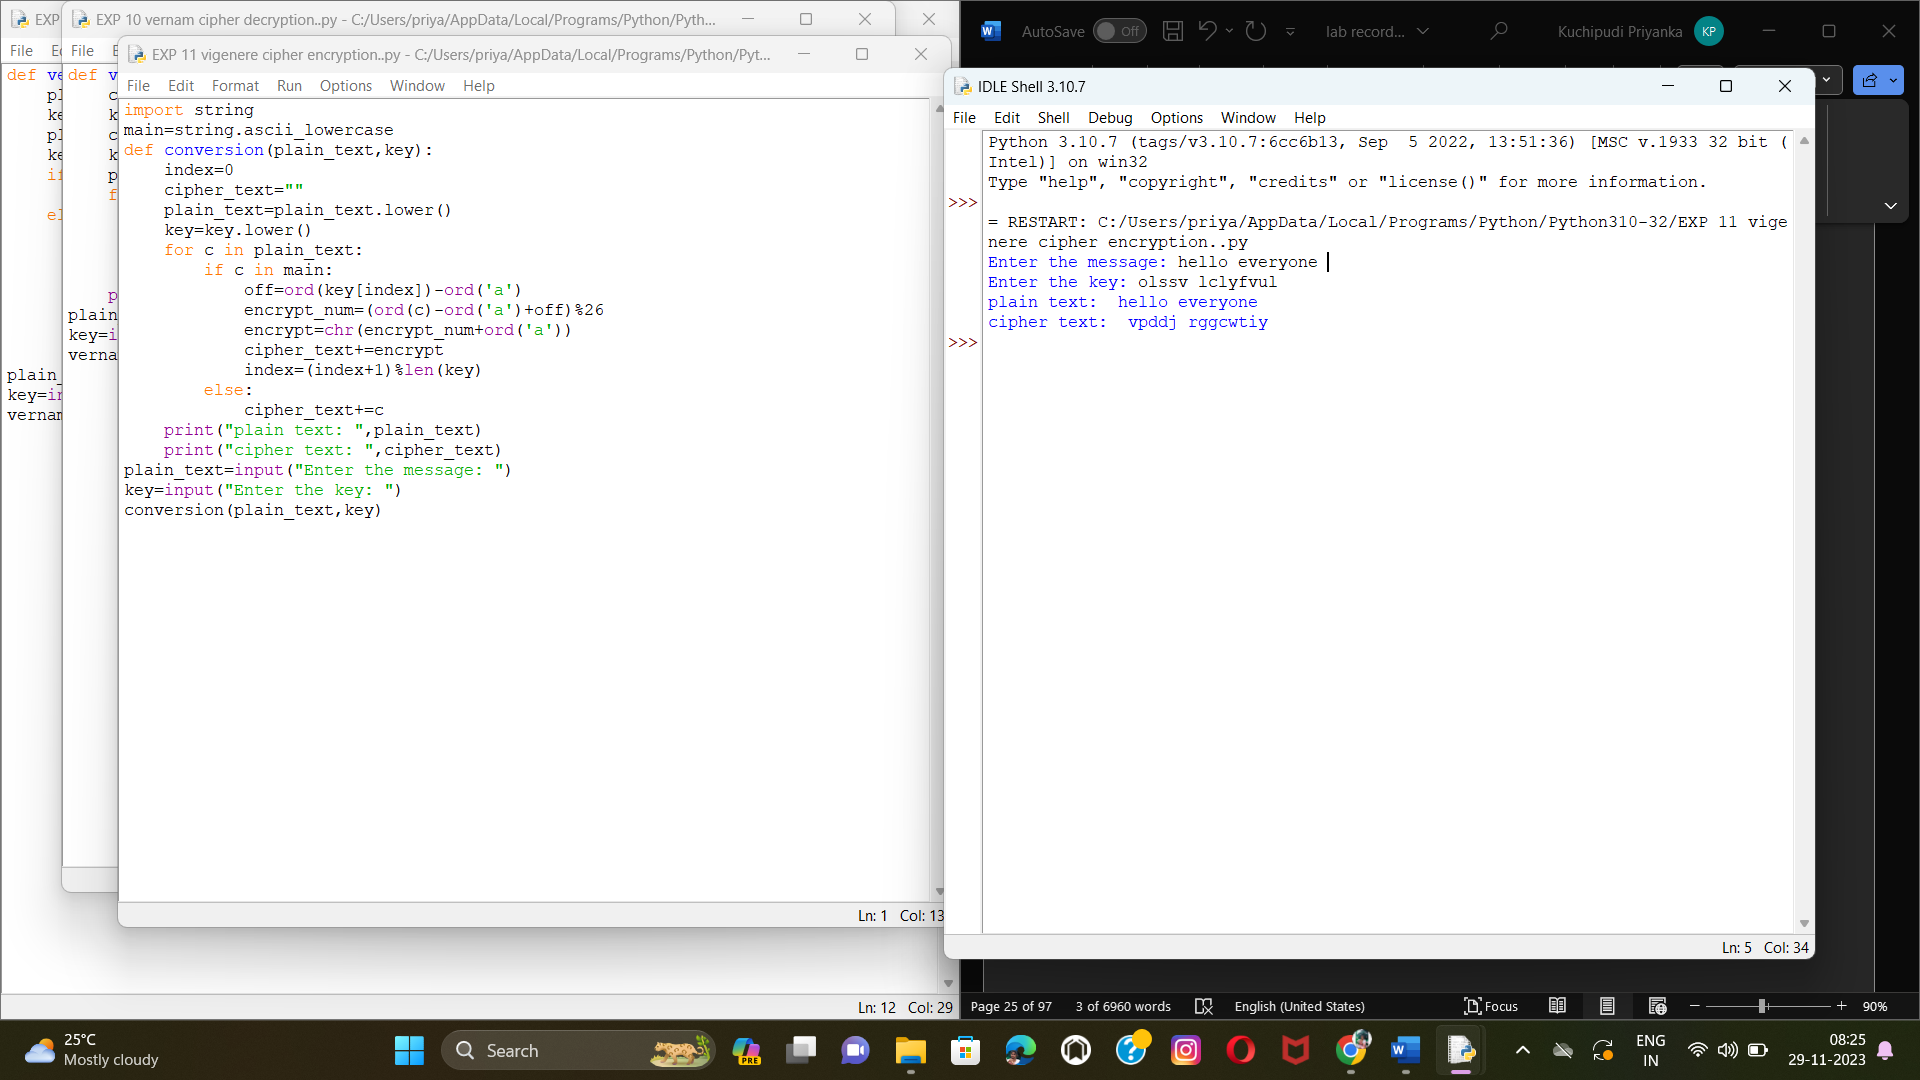 EXP
EXP 10 vernam cipher decryption..py - C:/Users/priya/AppData/Local/Programs/Python/Pyth...
File
File
def
def
if
plain
key=i
verna
key=in
vernam
Ln: 12 Col: 29
EXP 11 vigenere cipher encryption..py - C:/Users/priya/AppData/Local/Programs/Python/Pyt...
File Edit Format Run Options Window Help
import string
main=string.ascii_lowercase
def conversion(plain_text,key):
    index=0
    cipher_text=""
    plain_text=plain_text.lower()
    key=key.lower()
    for c in plain_text:
        if c in main:
            off=ord(key[index])-ord('a')
            encrypt_num=(ord(c)-ord('a')+off)%26
            encrypt=chr(encrypt_num+ord('a'))
            cipher_text+=encrypt
            index=(index+1)%len(key)
        else:
            cipher_text+=c
    print("plain text: ",plain_text)
    print("cipher text: ",cipher_text)
plain_text=input("Enter the message: ")
key=input("Enter the key: ")
conversion(plain_text,key)
Ln: 1 Col: 13
AutoSave Off lab record... Kuchipudi Priyanka KP
IDLE Shell 3.10.7
File Edit Shell Debug Options Window Help
Python 3.10.7 (tags/v3.10.7:6cc6b13, Sep  5 2022, 13:51:36) [MSC v.1933 32 bit (
Intel)] on win32
Type "help", "copyright", "credits" or "license()" for more information.
>>>
= RESTART: C:/Users/priya/AppData/Local/Programs/Python/Python310-32/EXP 11 vige
nere cipher encryption..py
Enter the message: hello everyone
Enter the key: olssv lclyfvul
plain text:  hello everyone
cipher text:  vpddj rggcwtiy
>>>
Ln: 5 Col: 34
Page 25 of 97 3 of 6960 words English (United States) Focus 90%
25°C
Mostly cloudy
Search
PRE
ENG
IN
08:25
29-11-2023